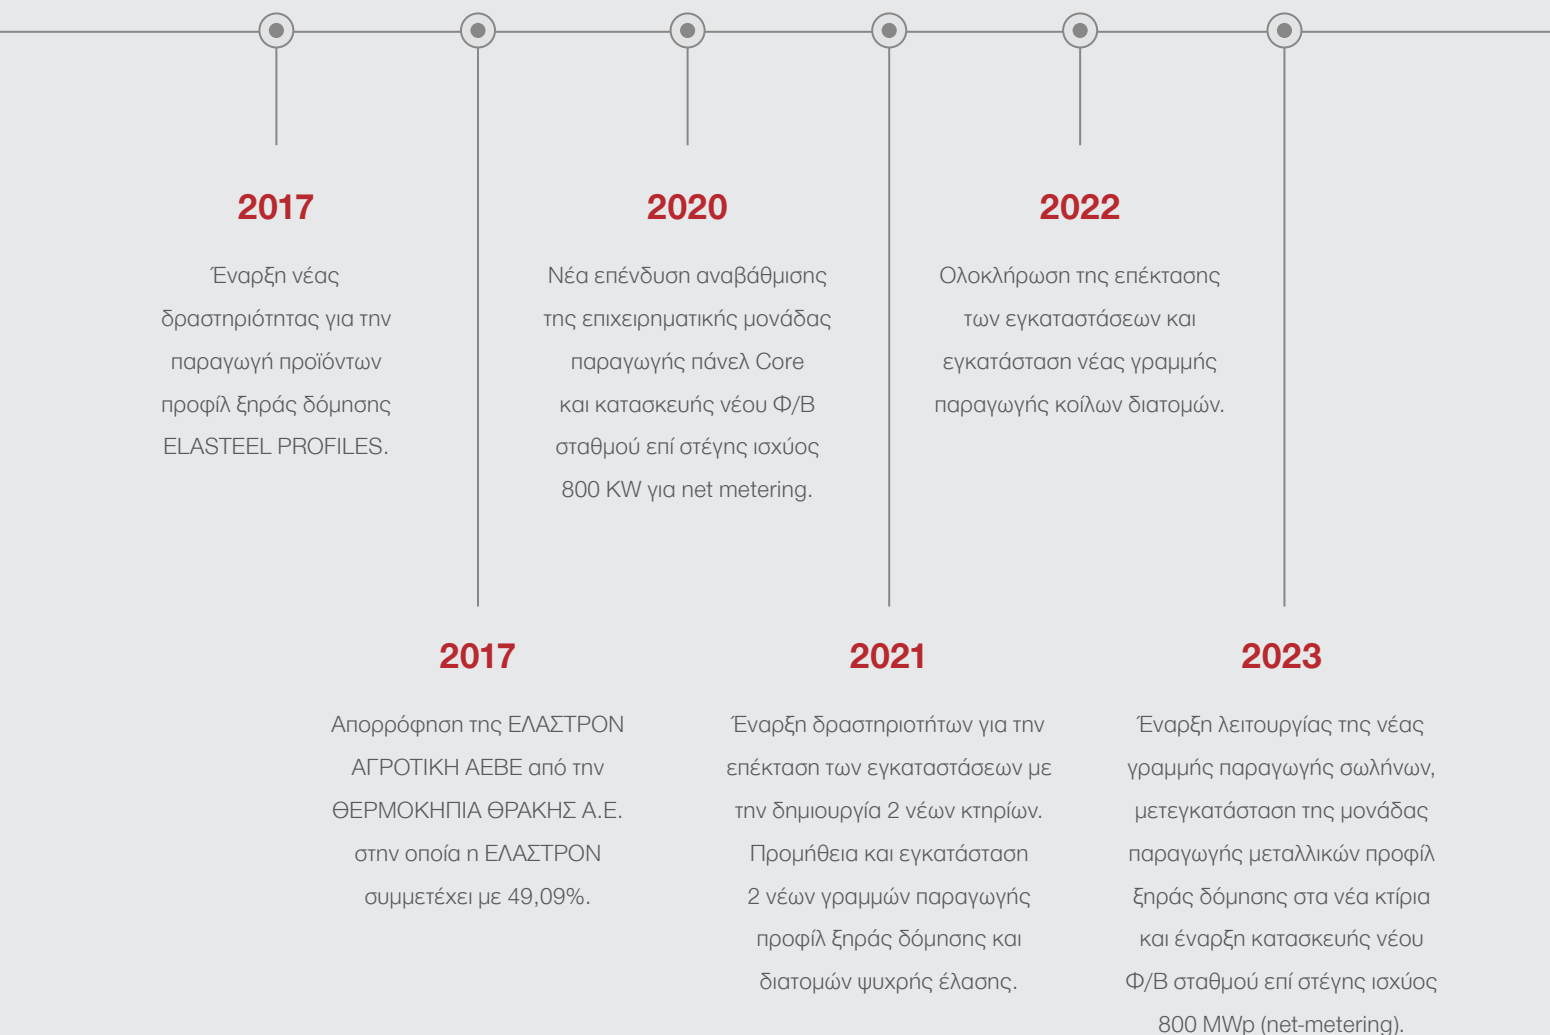 2017
Έναρξη νέας
δραστηριότητας για την
παραγωγή προϊόντων
προφίλ ξηράς δόμησης
ELASTEEL PROFILES.
2017
Απορρόφηση της ΕΛΑΣΤΡΟΝ
ΑΓΡΟΤΙΚΗ ΑΕΒΕ από την
ΘΕΡΜΟΚΗΠΙΑ ΘΡΑΚΗΣ Α.Ε.
στην οποία η ΕΛΑΣΤΡΟΝ
συμμετέχει με 49,09%.
2020
Νέα επένδυση αναβάθμισης
της επιχειρηματικής μονάδας
παραγωγής πάνελ Core
και κατασκευής νέου Φ/Β
σταθμού επί στέγης ισχύος
800 KW για net metering.
2021
Έναρξη δραστηριοτήτων για την
επέκταση των εγκαταστάσεων με
την δημιουργία 2 νέων κτηρίων.
Προμήθεια και εγκατάσταση
2 νέων γραμμών παραγωγής
προφίλ ξηράς δόμησης και
διατομών ψυχρής έλασης.
2022
Ολοκλήρωση της επέκτασης
των εγκαταστάσεων και
εγκατάσταση νέας γραμμής
παραγωγής κοίλων διατομών.
2023
Έναρξη λειτουργίας της νέας
γραμμής παραγωγής σωλήνων,
μετεγκατάσταση της μονάδας
παραγωγής μεταλλικών προφίλ
ξηράς δόμησης στα νέα κτίρια
και έναρξη κατασκευής νέου
Φ/Β σταθμού επί στέγης ισχύος
800 MWp (net-metering).